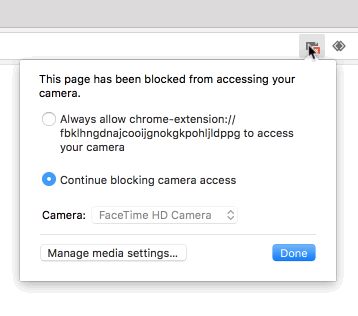 This page has been blocked from accessing your
camera.
Always allow chrome-extension://
fbklhngdnajcooijgnokgkpohljldppg to access
your camera
Continue blocking camera access
Camera: FaceTime HD Camera
Manage media settings...
Done